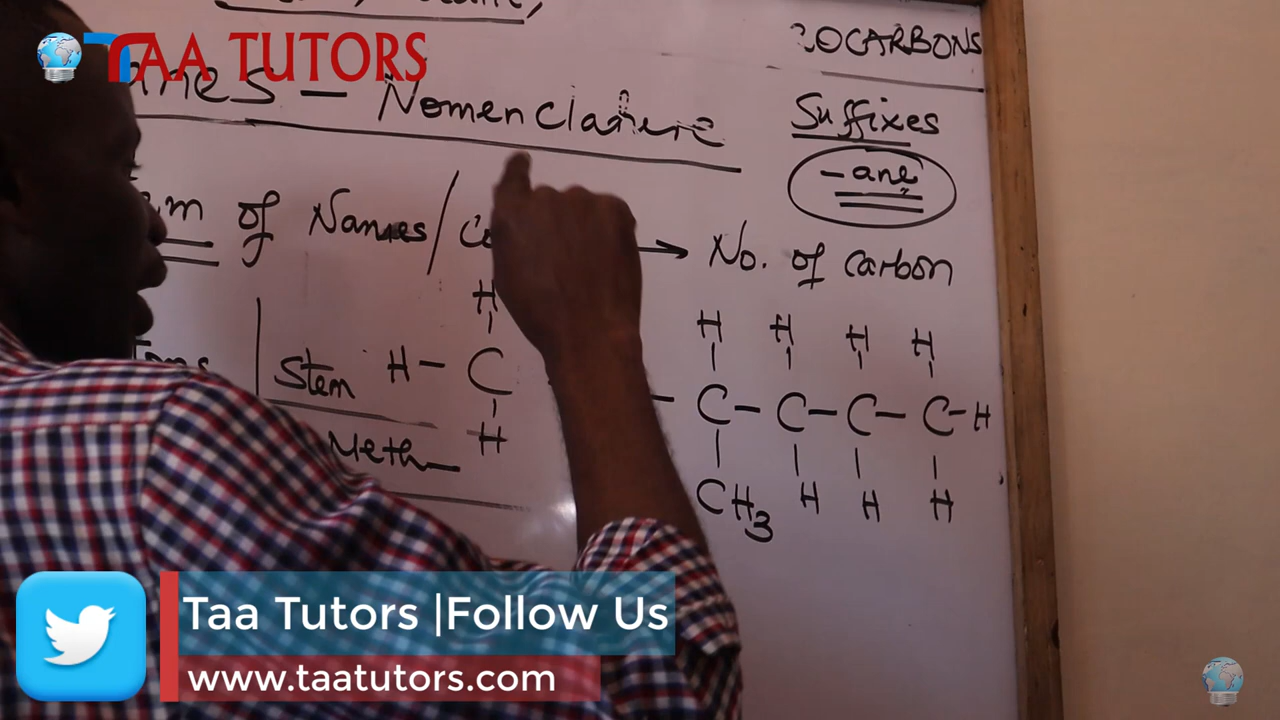 TAA TUTORS
OCARBONS
anes - Nomenclature
Suffixes
-ane
of Names/
No. of carbon
H
H H H H
Stem H - C
- C - C - C - C - H
Meth
H
CH3 H H H
Taa Tutors |Follow Us
www.taatutors.com